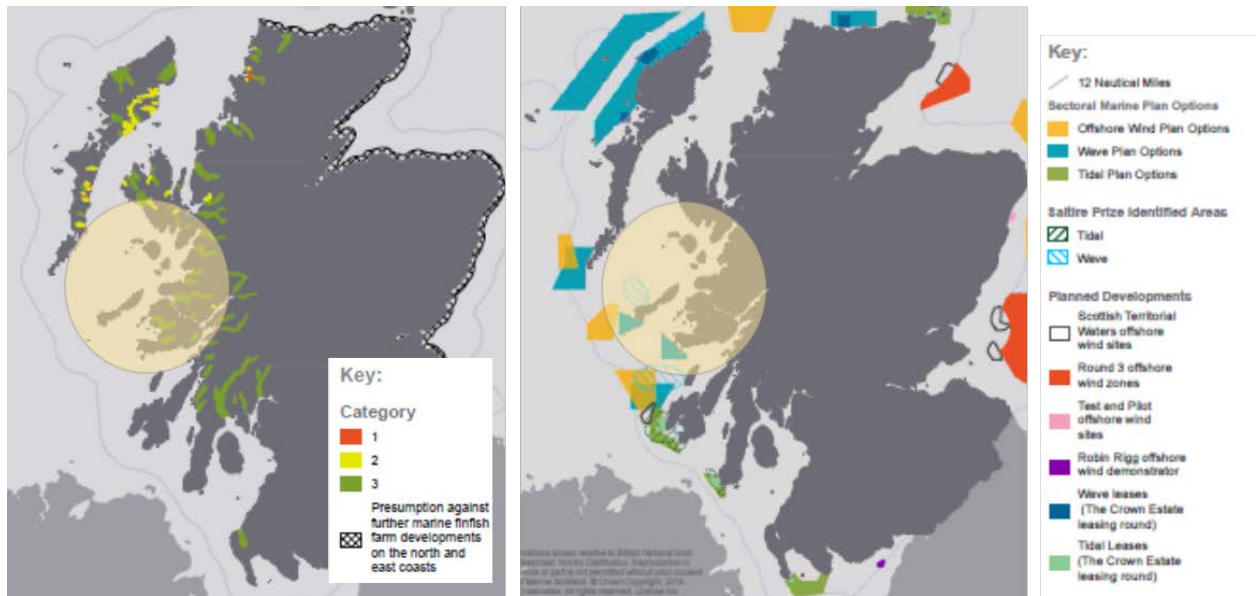 Key:
Category
1
2
3
Presumption against
further marine finfish
farm developments
on the north and
east coasts
Key:
12 Nautical Miles
Sectoral Marine Plan Options
Offshore Wind Plan Options
Wave Plan Options
Tidal Plan Options
Saltire Prize Identified Areas
Tidal
Wave
Planned Developments
Scottish Territorial
Waters offshore
wind sites
Round 3 offshore
wind zones
Test and Pilot
offshore wind
sites
Robin Rigg offshore
wind demonstrator
Wave leases
(The Crown Estate
leasing round)
Tidal Leases
(The Crown Estate
leasing round)